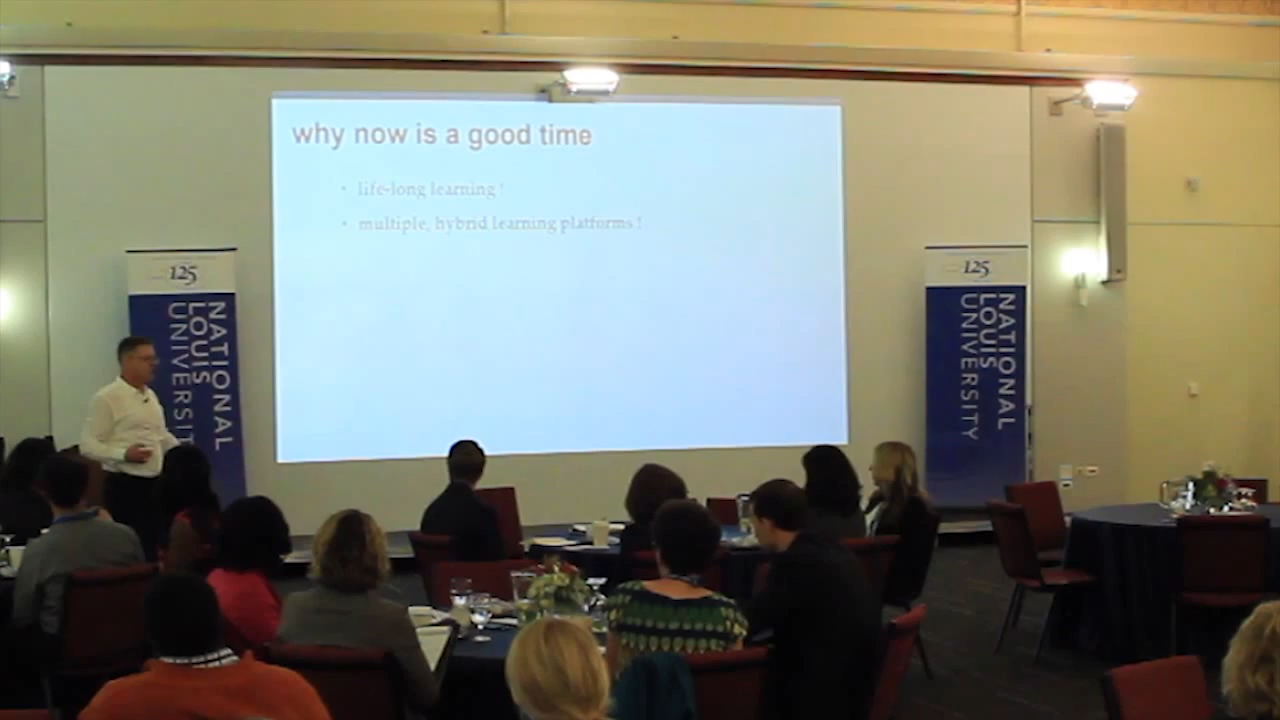 why now is a good time
• life-long learning !
• multiple, hybrid learning platforms !
125
NATIONAL
LOUIS
UNIVERSITY
125
NATIONAL
LOUIS
UNIVERSITY